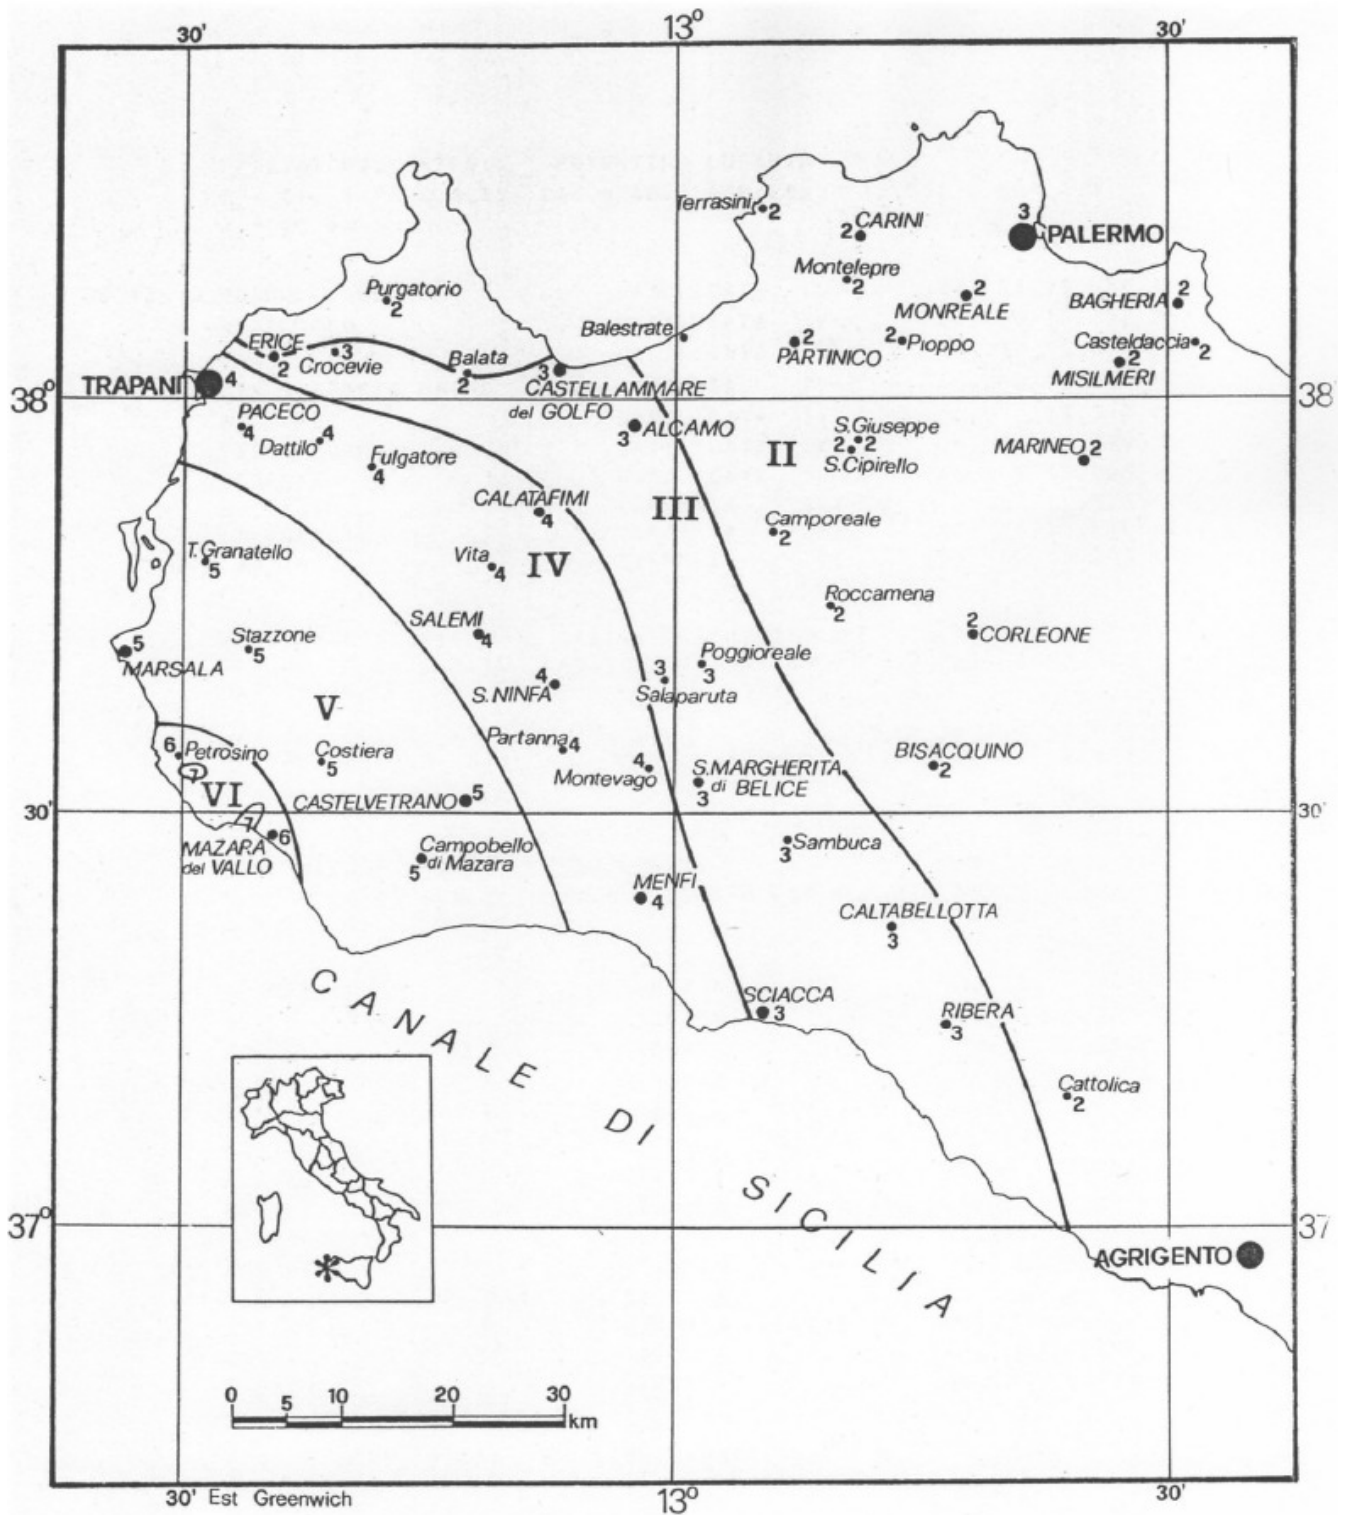 30' 13° 30'
Terrasini 2
CARINI 2
3 PALERMO
Montelepre 2
Purgatorio 2
2 MONREALE
BAGHERIA 2
Balestrate
2 PARTINICO
2 Pioppo
Casteldaccia 2
ERICE 2
3 Crocevie
Balata 2
3 CASTELLAMMARE
del GOLFO
2 MISILMERI
TRAPANI 4
38° 38
PACECO 4
Dattilo 4
3 ALCAMO
S.Giuseppe
2 2
S.Cipirello
MARINEO 2
II
Fulgatore 4
CALATAFIMI 4
III
Camporeale 2
T. Granatello 5
Vita 4
IV
Roccamena 2
SALEMI 4
2 CORLEONE
5 MARSALA
Stazzone 5
Poggioreale 3
3 Salaparuta
4 S.NINFA
V
6 Petrosino
7
Costiera 5
Partanna 4
4 Montevago
BISACQUINO 2
S.MARGHERITA
di BELICE
3
VI
CASTELVETRANO 5
30' 30'
7
MAZARA 6
del VALLO
Sambuca 3
Campobello
di Mazara
5
MENFI 4
CALTABELLOTTA 3
SCIACCA 3
RIBERA 3
Cattolica 2
CANALE DI SICILIA
37° 37
AGRIGENTO
0 5 10 20 30
km
30' Est Greenwich 13° 30'